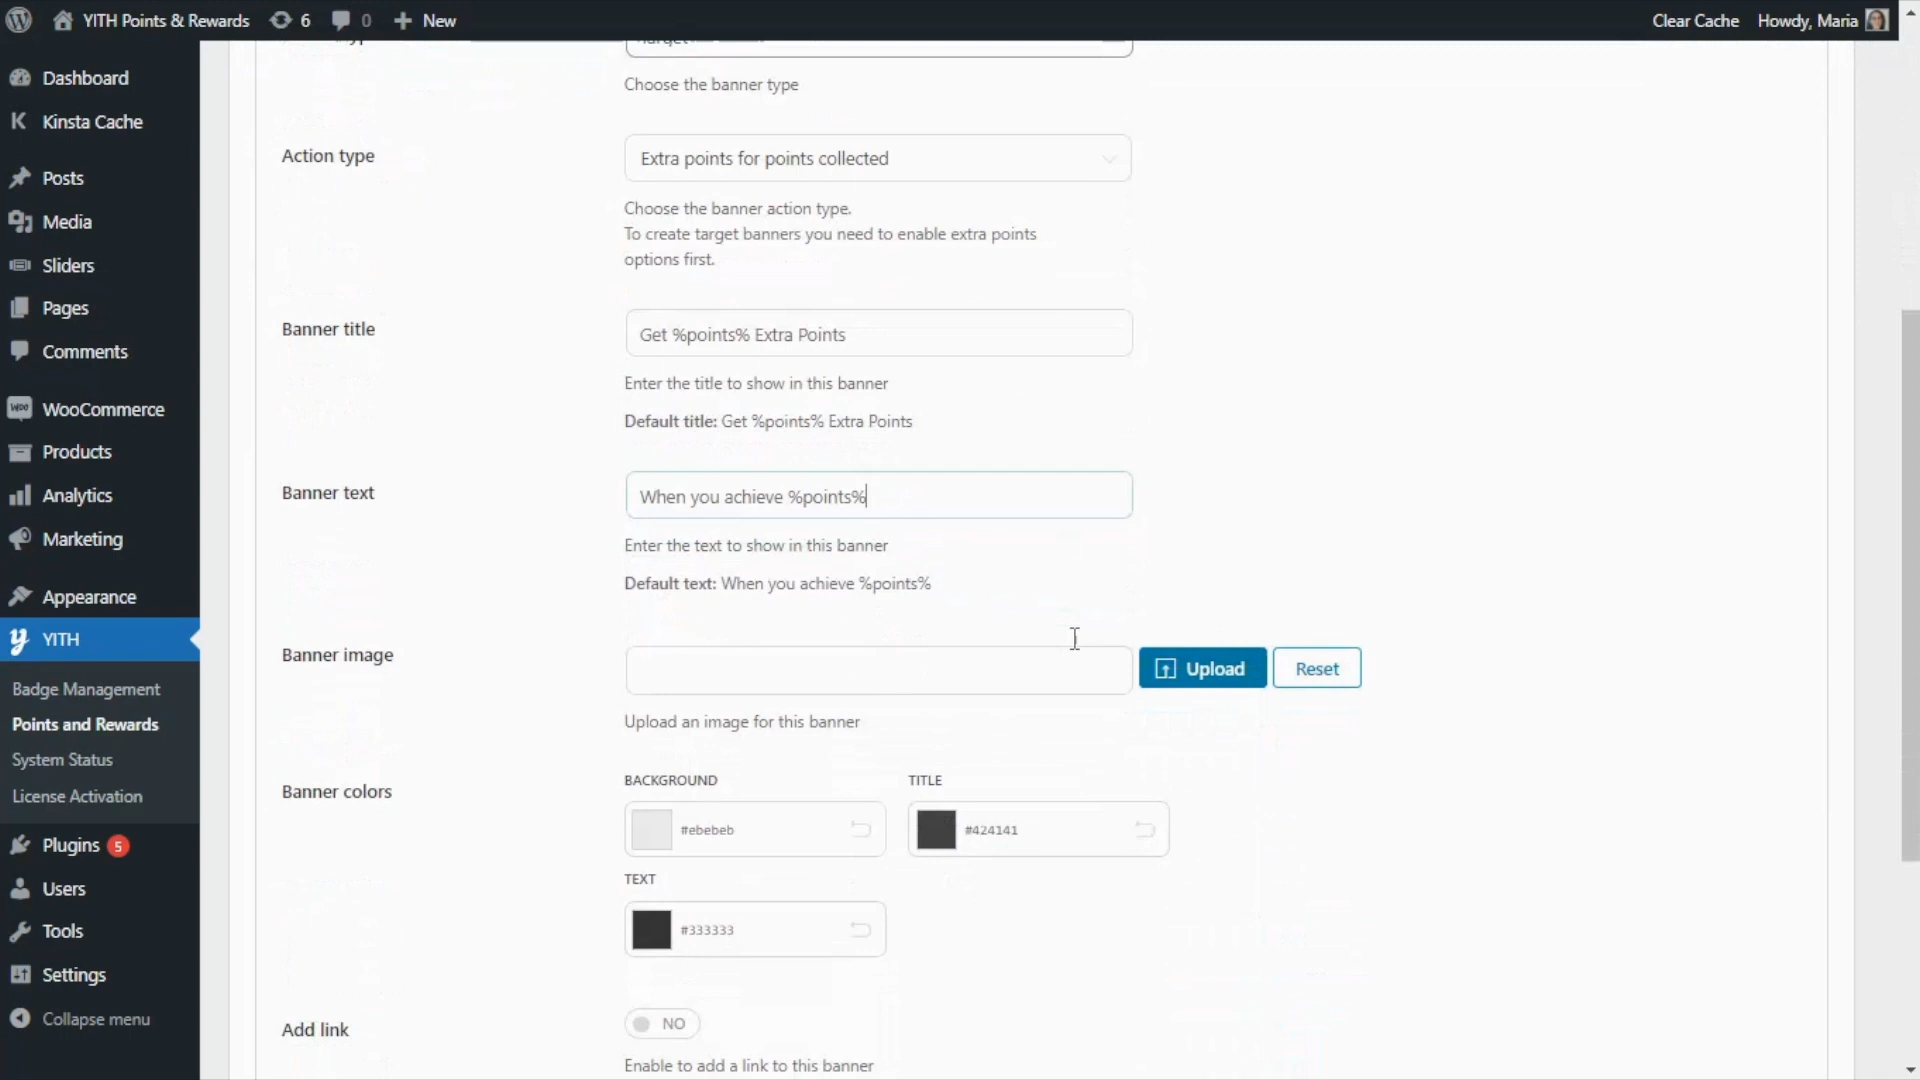 YITH Points & Rewards 6 0 New Clear Cache Howdy, Maria
Dashboard
Kinsta Cache
Posts
Media
Sliders
Pages
Comments
WooCommerce
Products
Analytics
Marketing
Appearance
YITH
Badge Management
Points and Rewards
System Status
License Activation
Plugins 5
Users
Tools
Settings
Collapse menu
Choose the banner type
Action type
Extra points for points collected
Choose the banner action type.
To create target banners you need to enable extra points
options first.
Banner title
Get %points% Extra Points
Enter the title to show in this banner
Default title: Get %points% Extra Points
Banner text
When you achieve %points%
Enter the text to show in this banner
Default text: When you achieve %points%
Banner image
Upload
Reset
Upload an image for this banner
Banner colors
BACKGROUND
#ebebeb
TITLE
#424141
TEXT
#333333
Add link
NO
Enable to add a link to this banner